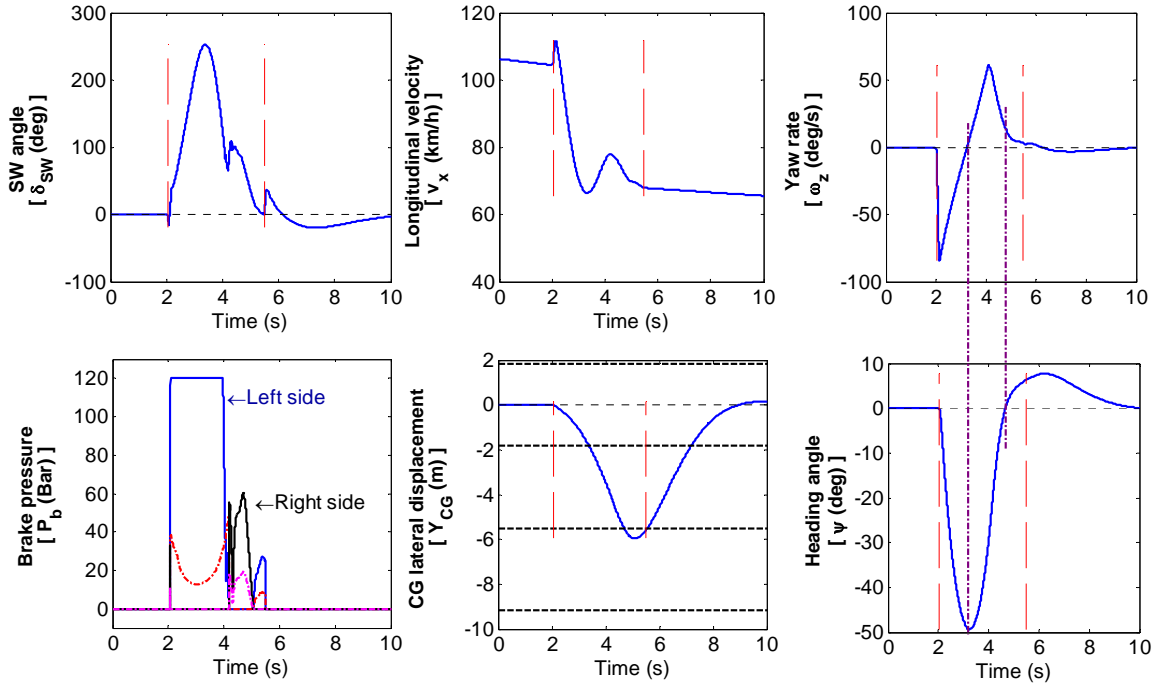 SW angle
[ δSW (deg) ]
300
200
100
0
-100
0 2 4 6 8 10
Time (s)
Longitudinal velocity
[ vx (km/h) ]
120
100
80
60
40
0 2 4 6 8 10
Time (s)
Yaw rate
[ ωz (deg/s) ]
100
50
0
-50
-100
0 2 4 6 8 10
Time (s)
Brake pressure
[ P_b (Bar) ]
120
100
80
60
40
20
0
←Left side
←Right side
0 2 4 6 8 10
Time (s)
CG lateral displacement
[ YCG (m) ]
2
0
-2
-4
-6
-8
-10
0 2 4 6 8 10
Time (s)
Heading angle
[ ψ (deg) ]
10
0
-10
-20
-30
-40
-50
0 2 4 6 8 10
Time (s)